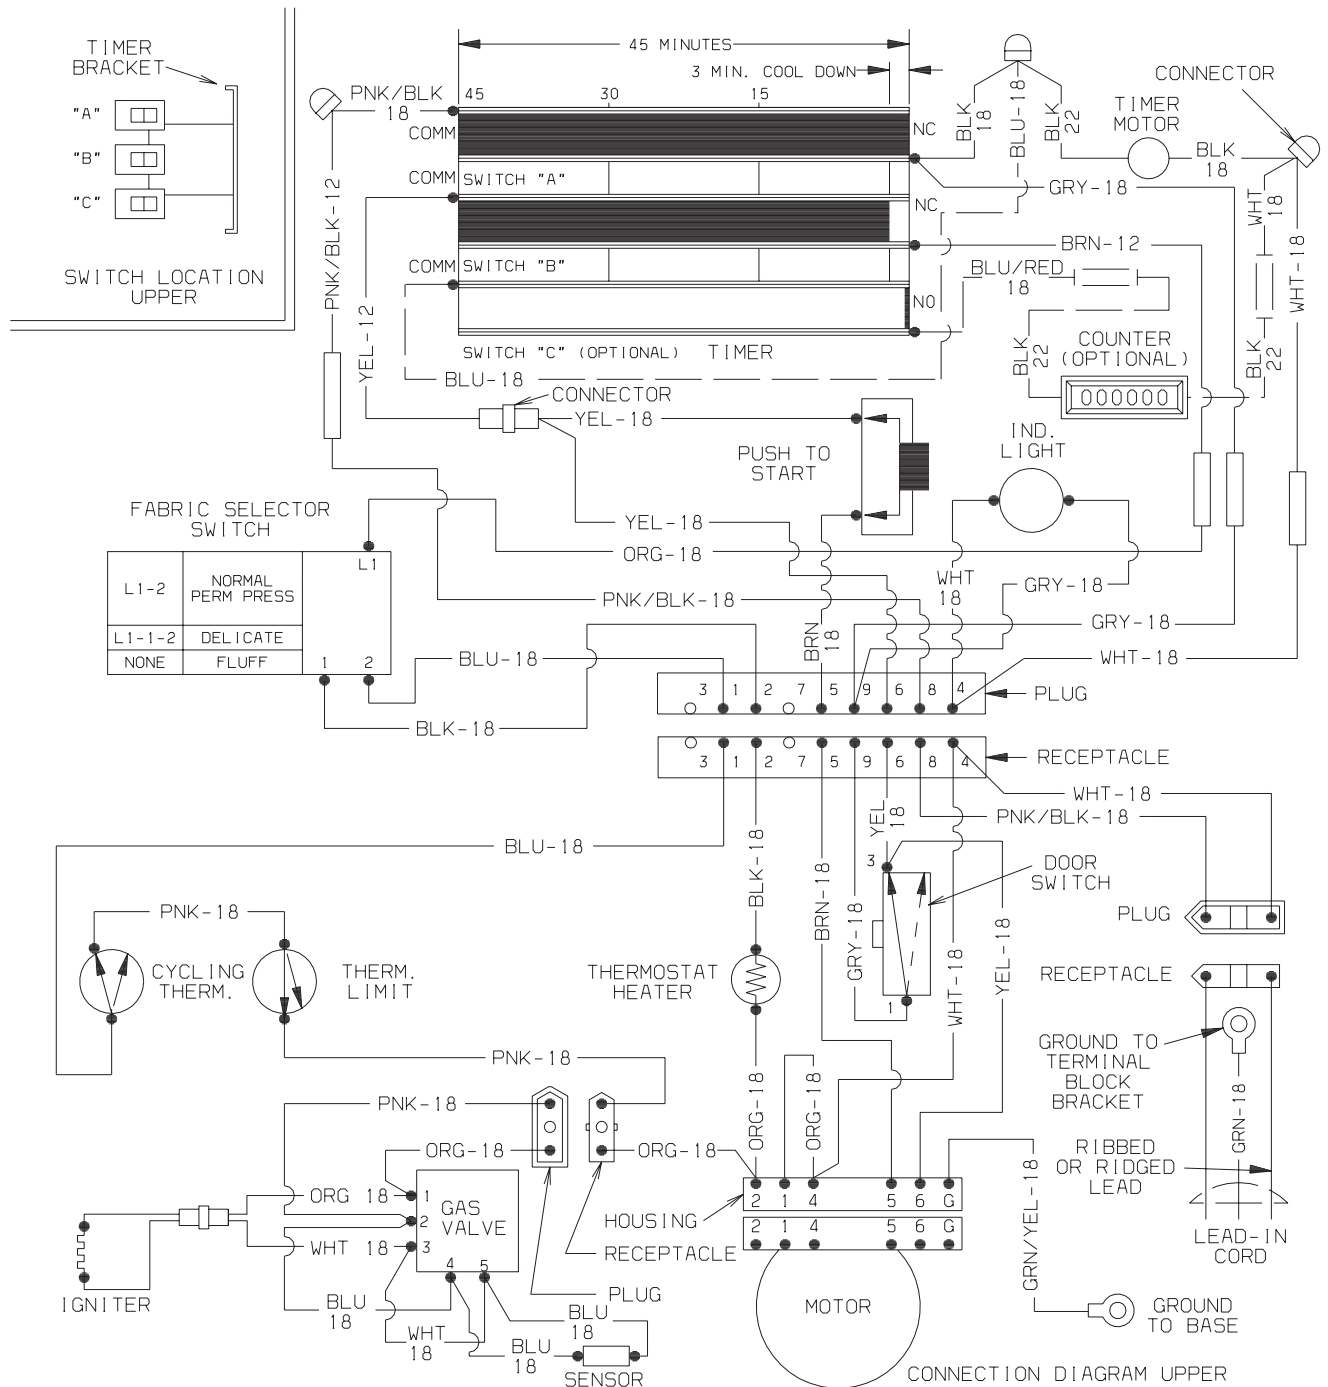 TIMER
BRACKET
"A"
"B"
"C"
SWITCH LOCATION
UPPER
45 MINUTES
3 MIN. COOL DOWN
45
30
15
PNK/BLK
18
COMM
NC
COMM
SWITCH "A"
NC
COMM
SWITCH "B"
NO
SWITCH "C" (OPTIONAL)
TIMER
BLK
18
BLU-18
BLK
22
TIMER
MOTOR
CONNECTOR
BLK
18
GRY-18
WHT
18
WHT-18
BRN-12
BLU/RED
18
BLK
22
COUNTER
(OPTIONAL)
000000
BLK
22
PNK/BLK-12
YEL-12
BLU-18
CONNECTOR
YEL-18
PUSH TO
START
IND.
LIGHT
FABRIC SELECTOR
SWITCH
YEL-18
ORG-18
L1
L1-2
NORMAL
PERM PRESS
L1-1-2
DELICATE
NONE
FLUFF
1
2
WHT
18
GRY-18
PNK/BLK-18
BRN
18
GRY-18
BLU-18
WHT-18
BLK-18
3
1
2
7
5
9
6
8
4
PLUG
3
1
2
7
5
9
6
8
4
RECEPTACLE
WHT-18
PNK/BLK-18
YEL
18
BLU-18
BLK-18
BRN-18
GRY-18
3
1
DOOR
SWITCH
WHT-18
YEL-18
PLUG
RECEPTACLE
PNK-18
CYCLING
THERM.
THERM.
LIMIT
THERMOSTAT
HEATER
GROUND TO
TERMINAL
BLOCK
BRACKET
GRN-18
RIBBED
OR RIDGED
LEAD
LEAD-IN
CORD
PNK-18
PNK-18
ORG-18
ORG-18
ORG-18
ORG-18
ORG
18
1
2
3
4
5
GAS
VALVE
WHT
18
IGNITER
BLU
18
WHT
18
BLU
18
BLU
18
SENSOR
PLUG
RECEPTACLE
HOUSING
2
1
4
5
6
G
2
1
4
5
6
G
MOTOR
GRN/YEL-18
GROUND
TO BASE
CONNECTION DIAGRAM UPPER